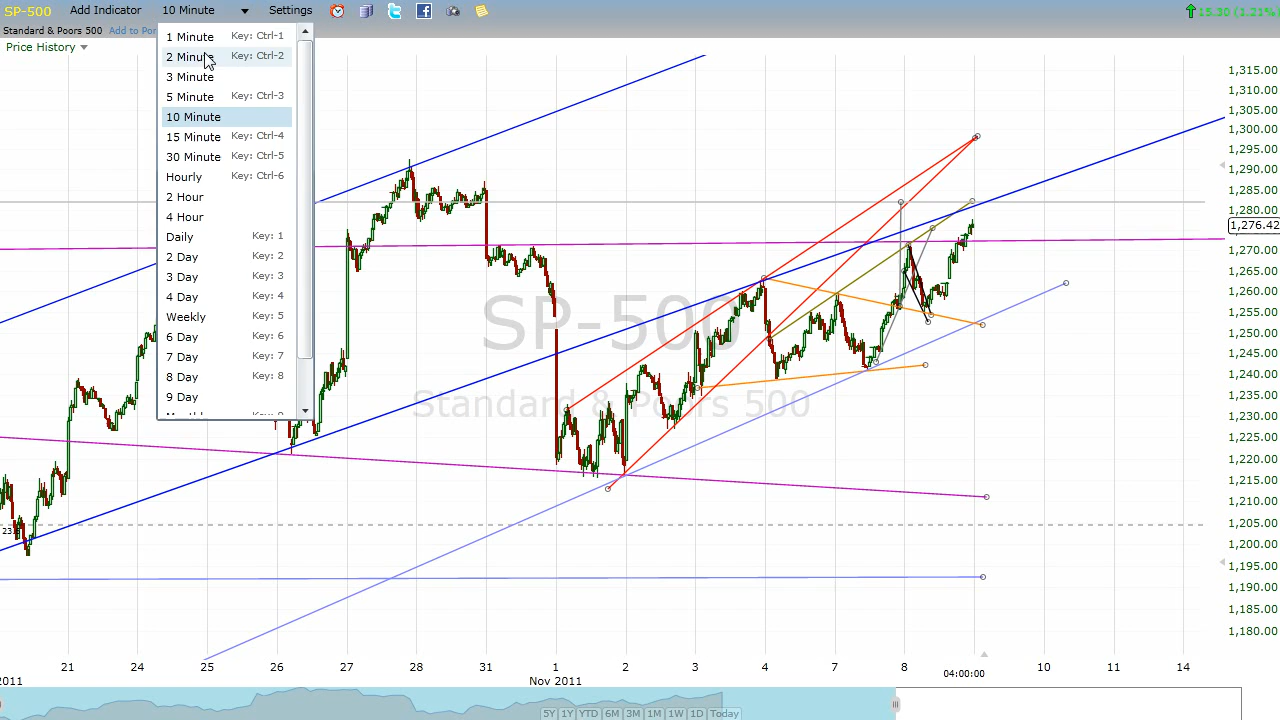 SP-500 Add Indicator 10 Minute Settings 15.30 (1.21%)
Standard & Poors 500 Add to Por
Price History
1 Minute Key: Ctrl-1
2 Minute Key: Ctrl-2
3 Minute
5 Minute Key: Ctrl-3
10 Minute
15 Minute Key: Ctrl-4
30 Minute Key: Ctrl-5
Hourly Key: Ctrl-6
2 Hour
4 Hour
Daily Key: 1
2 Day Key: 2
3 Day Key: 3
4 Day Key: 4
Weekly Key: 5
6 Day Key: 6
7 Day Key: 7
8 Day Key: 8
9 Day
SP-500
Standard & Poors 500
1,315.00
1,310.00
1,305.00
1,300.00
1,295.00
1,290.00
1,285.00
1,280.00
1,276.42
1,270.00
1,265.00
1,260.00
1,255.00
1,250.00
1,245.00
1,240.00
1,235.00
1,230.00
1,225.00
1,220.00
1,215.00
1,210.00
1,205.00
1,200.00
1,195.00
1,190.00
1,185.00
1,180.00
21 24 25 26 27 28 31 1 2 3 4 7 8 10 11 14
2011 Nov 2011 04:00:00
5Y 1Y YTD 6M 3M 1M 1W 1D Today